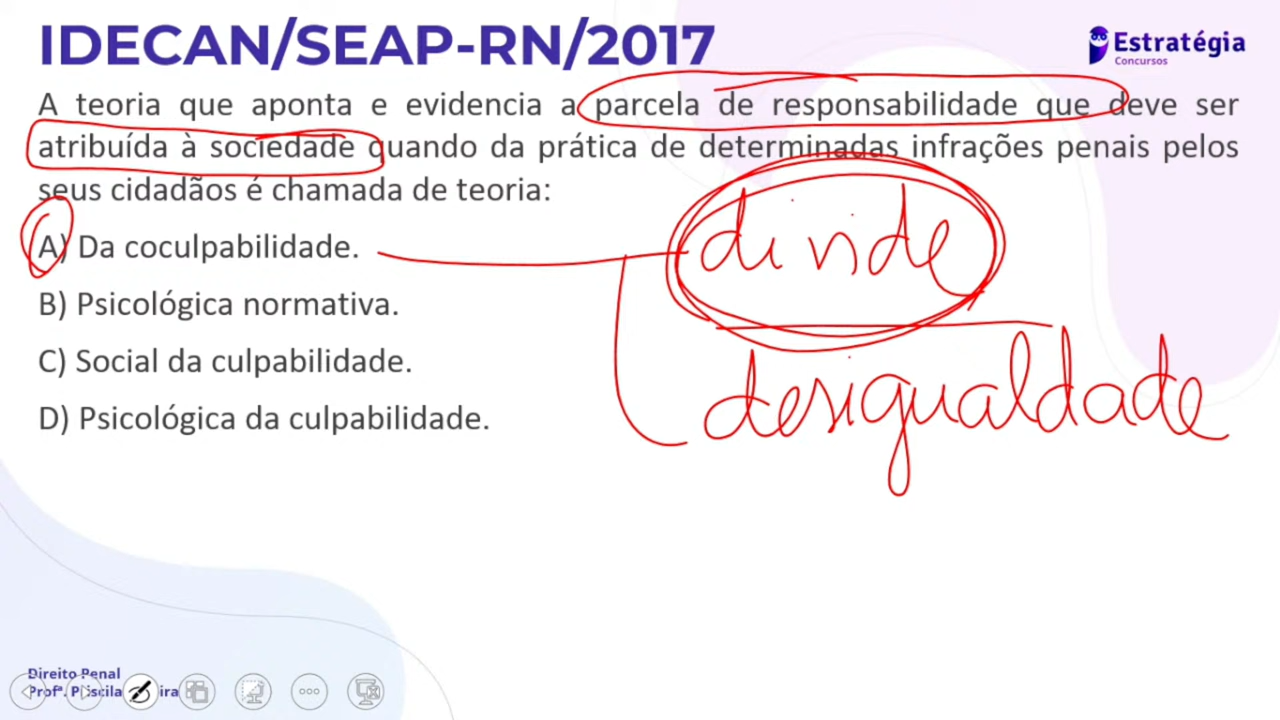 IDECAN/SEAP-RN/2017
Estratégia
Concursos
A teoria que aponta e evidencia a parcela de responsabilidade que deve ser
atribuída à sociedade quando da prática de determinadas infrações penais pelos
seus cidadãos é chamada de teoria:
A) Da coculpabilidade.
divide
B) Psicológica normativa.
C) Social da culpabilidade.
desigualdade
D) Psicológica da culpabilidade.
Direito Penal
Profª.